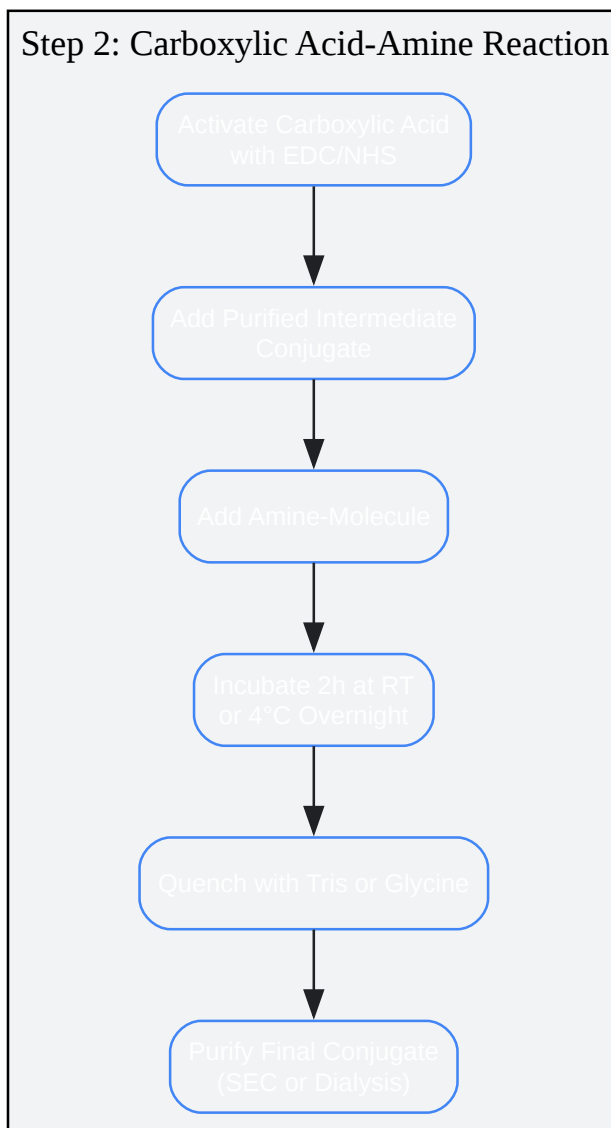 Step 2: Carboxylic Acid-Amine Reaction
Activate Carboxylic Acid
with EDC/NHS
Add Purified Intermediate
Conjugate
Add Amine-Molecule
Incubate 2h at RT
or 4°C Overnight
Quench with Tris or Glycine
Purify Final Conjugate
(SEC or Dialysis)